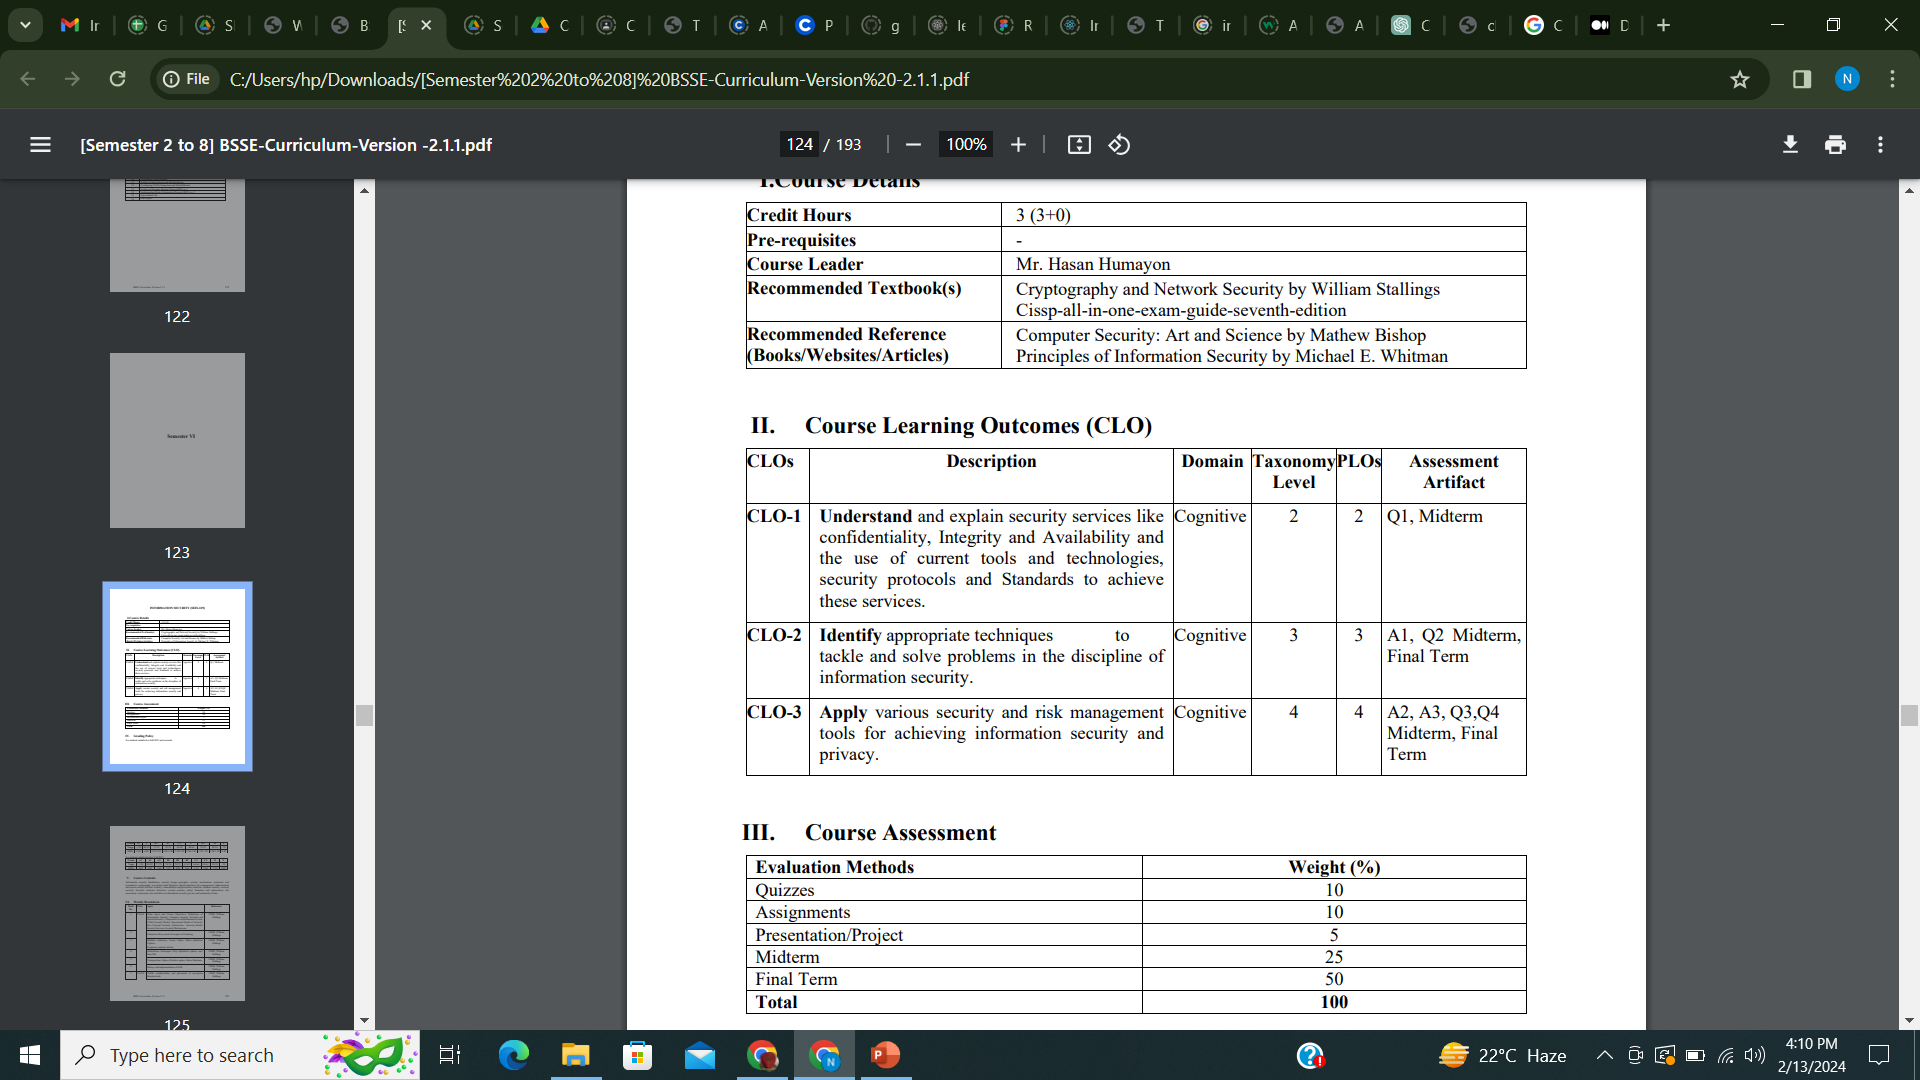 Ir
G
S
V
B
[S
S
C
C
T
A
P
g
le
R
Ir
T
ir
A
A
C
cl
C
D
File
C:/Users/hp/Downloads/[Semester%202%20to%208]%20BSSE-Curriculum-Version%20-2.1.1.pdf
N
[Semester 2 to 8] BSSE-Curriculum-Version -2.1.1.pdf
124 / 193
100%
122
Semester VI
123
124
125
I.Course Details
Credit Hours 3 (3+0)
Pre-requisites -
Course Leader Mr. Hasan Humayon
Recommended Textbook(s) Cryptography and Network Security by William Stallings
Cissp-all-in-one-exam-guide-seventh-edition
Recommended Reference Computer Security: Art and Science by Mathew Bishop
(Books/Websites/Articles) Principles of Information Security by Michael E. Whitman
II. Course Learning Outcomes (CLO)
CLOs Description Domain Taxonomy PLOs Assessment
Level Artifact
CLO-1 Understand and explain security services like Cognitive 2 2 Q1, Midterm
confidentiality, Integrity and Availability and
the use of current tools and technologies,
security protocols and Standards to achieve
these services.
CLO-2 Identify appropriate techniques to Cognitive 3 3 A1, Q2 Midterm,
tackle and solve problems in the discipline of Final Term
information security.
CLO-3 Apply various security and risk management Cognitive 4 4 A2, A3, Q3,Q4
tools for achieving information security and Midterm, Final
privacy. Term
III. Course Assessment
Evaluation Methods Weight (%)
Quizzes 10
Assignments 10
Presentation/Project 5
Midterm 25
Final Term 50
Total 100
Type here to search
22°C Haze
4:10 PM
2/13/2024